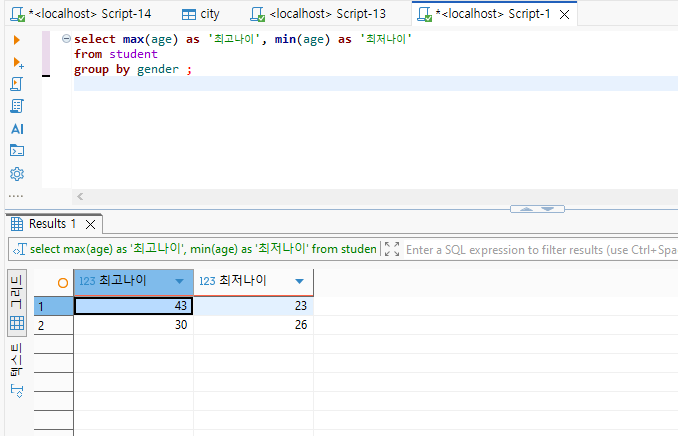 *<localhost> Script-14
city
<localhost> Script-13
*<localhost> Script-1
select max(age) as '최고나이', min(age) as '최저나이'
from student
group by gender ;
AI
Results 1
select max(age) as '최고나이', min(age) as '최저나이' from studen
Enter a SQL expression to filter results (use Ctrl+Spa
그리드
텍스트
123 최고나이
123 최저나이
1 43 23
2 30 26